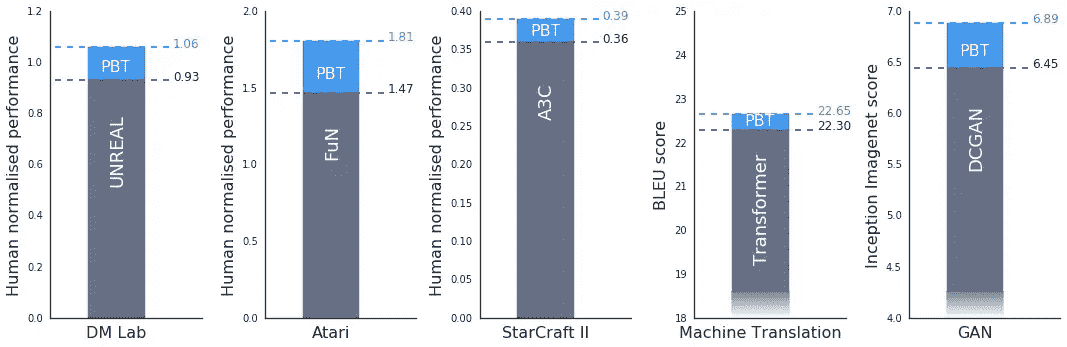 Human normalised performance
1.2
1.0
0.8
0.6
0.4
0.2
0.0
1.06
0.93
PBT
UNREAL
DM Lab
Human normalised performance
2.0
1.5
1.0
0.5
0.0
1.81
1.47
PBT
FuN
Atari
Human normalised performance
0.40
0.35
0.30
0.25
0.20
0.15
0.10
0.05
0.00
0.39
0.36
PBT
A3C
StarCraft II
BLEU score
25
24
23
22
21
20
19
18
22.65
22.30
PBT
Transformer
Machine Translation
Inception Imagenet score
7.0
6.5
6.0
5.5
5.0
4.5
4.0
6.89
6.45
PBT
DCGAN
GAN